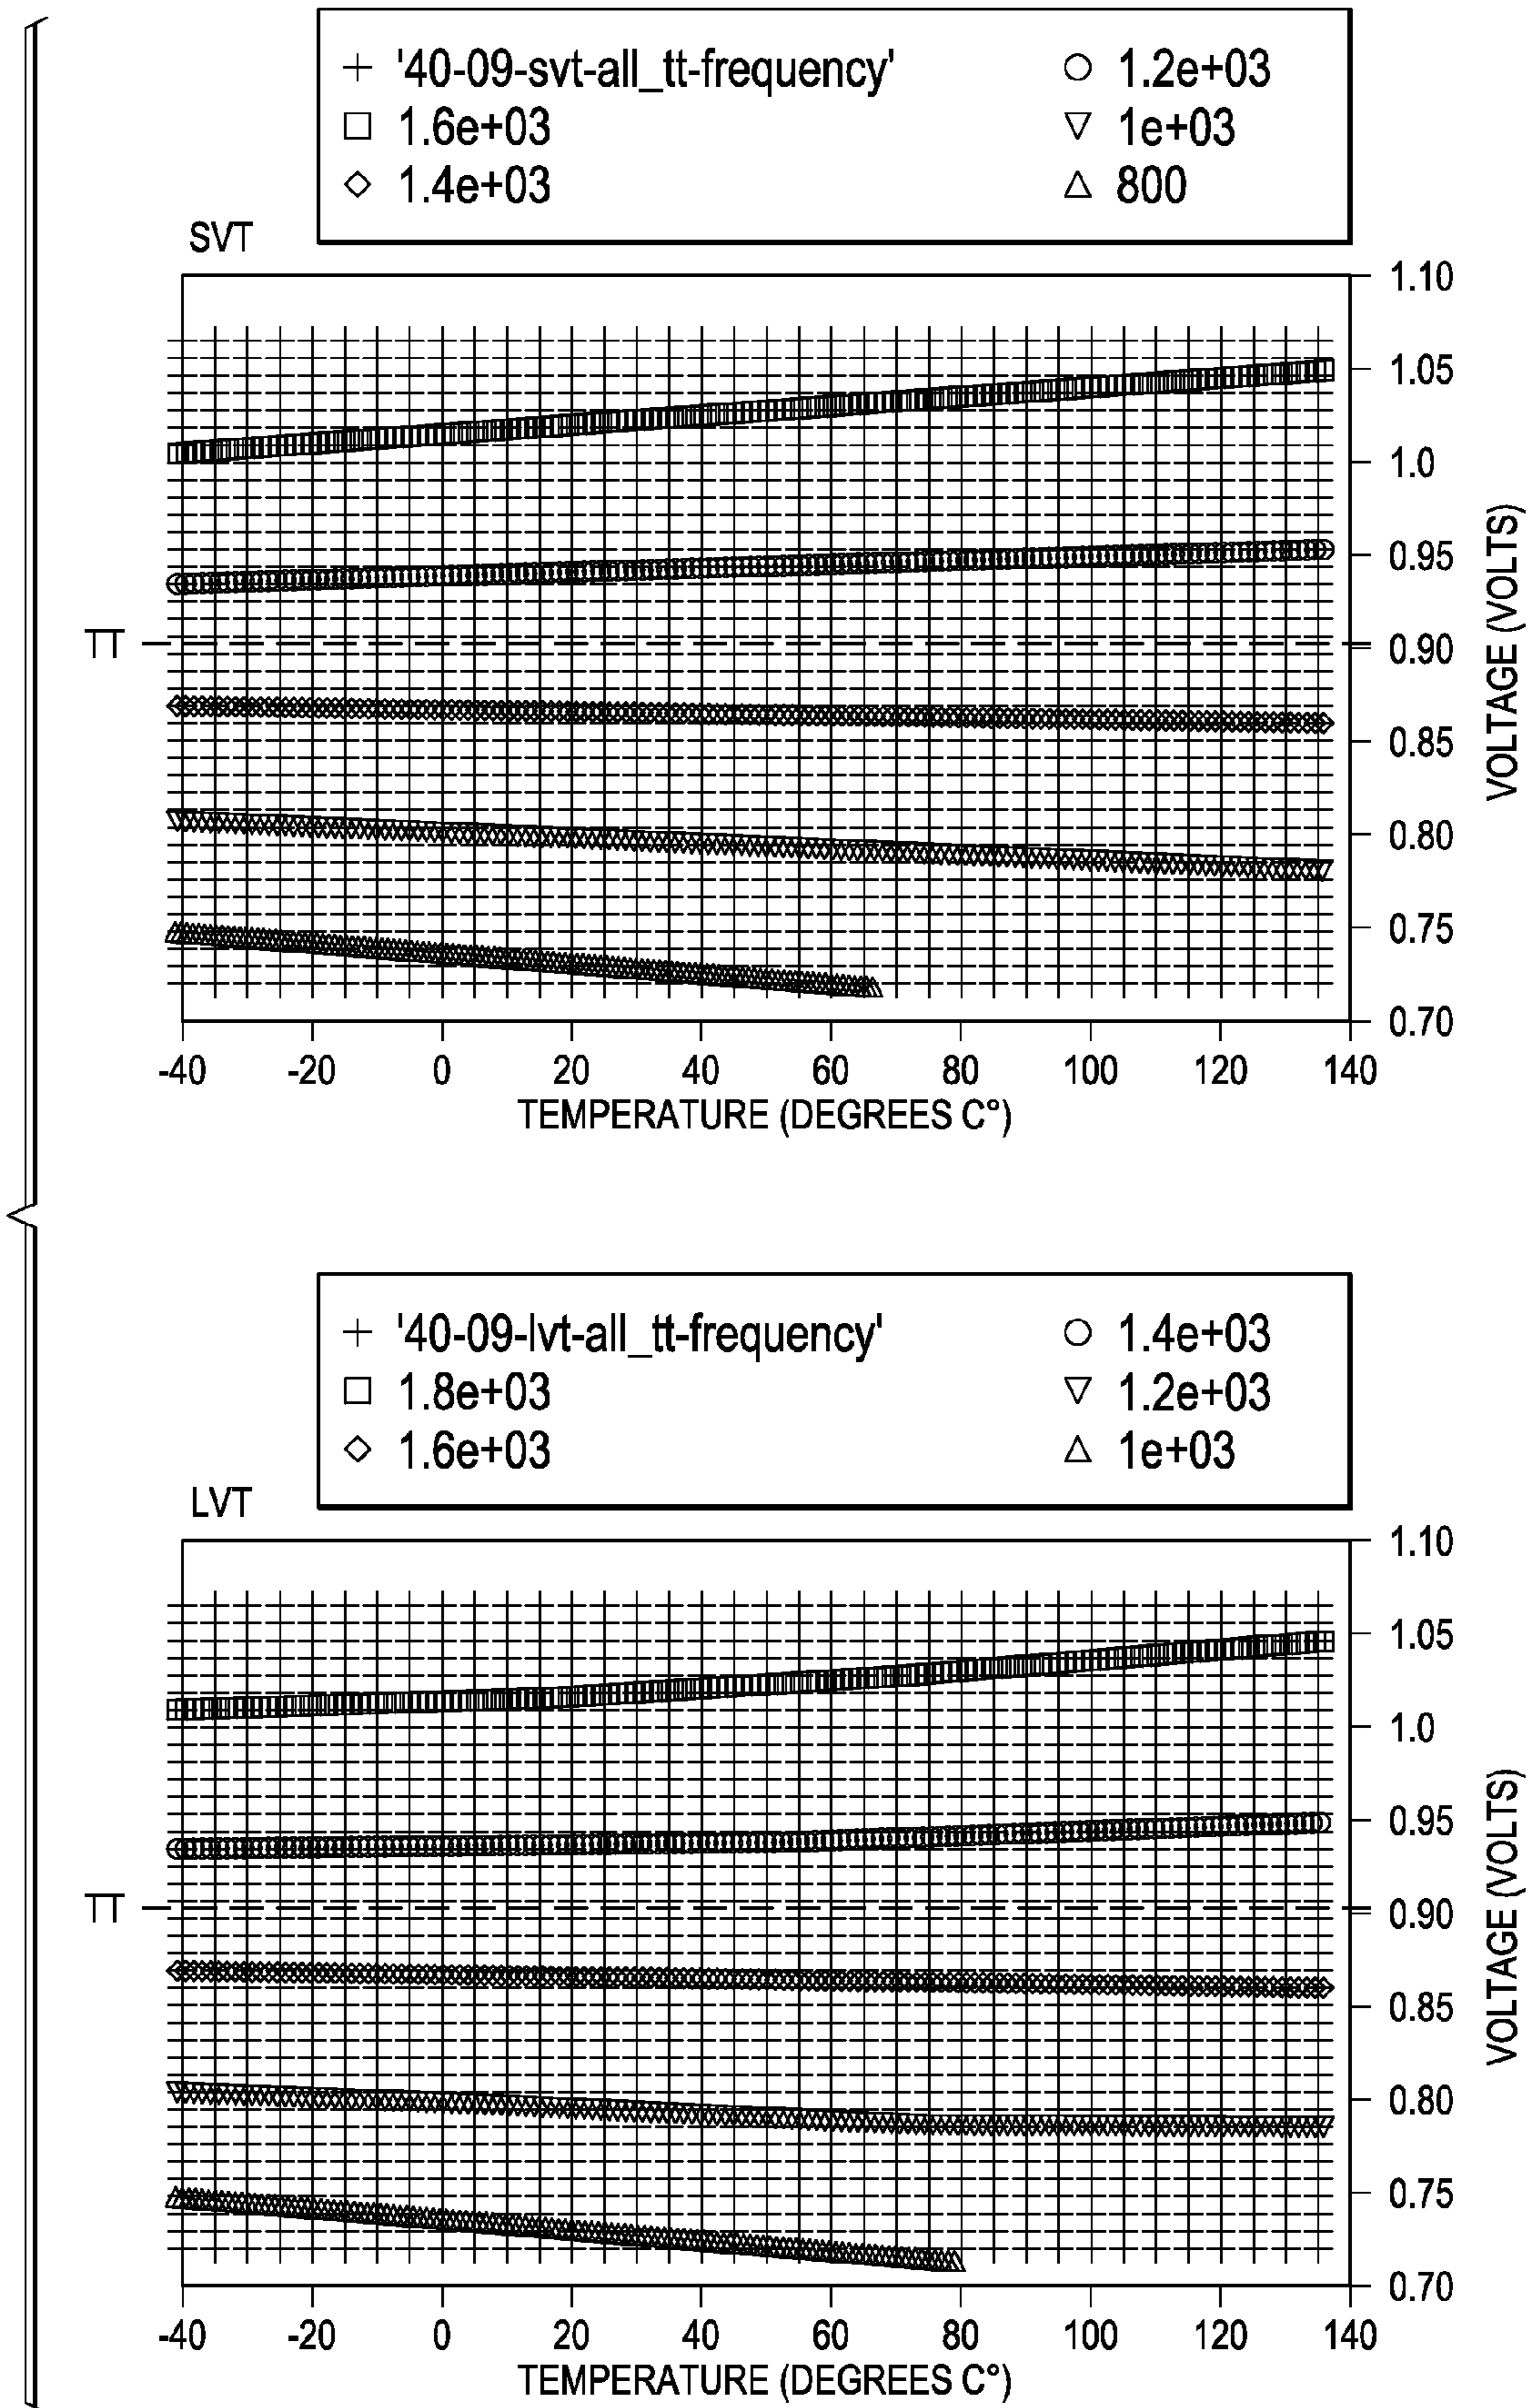 '40-09-svt-all_tt-frequency'
1.6e+03
1.4e+03
1.2e+03
1e+03
800
SVT
1.10
1.05
1.0
0.95
0.90
0.85
0.80
0.75
0.70
VOLTAGE (VOLTS)
TT
-40 -20 0 20 40 60 80 100 120 140
TEMPERATURE (DEGREES C°)
'40-09-lvt-all_tt-frequency'
1.8e+03
1.6e+03
1.4e+03
1.2e+03
1e+03
LVT
1.10
1.05
1.0
0.95
0.90
0.85
0.80
0.75
0.70
VOLTAGE (VOLTS)
TT
-40 -20 0 20 40 60 80 100 120 140
TEMPERATURE (DEGREES C°)